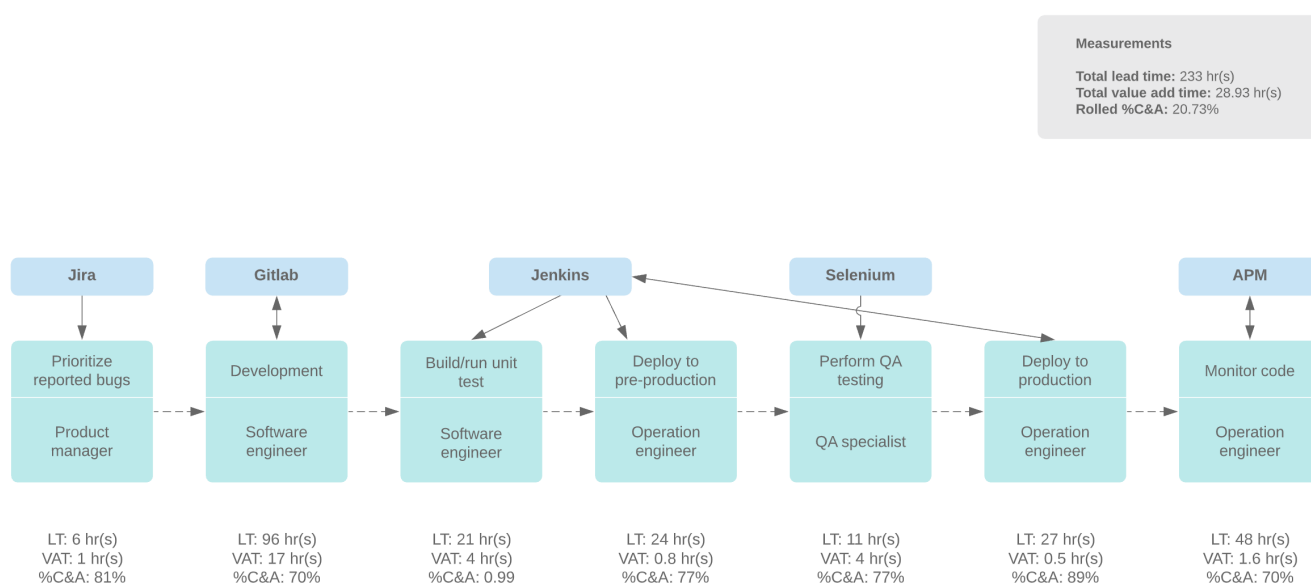 Measurements
Total lead time: 233 hr(s)
Total value add time: 28.93 hr(s)
Rolled %C&A: 20.73%
Jira
Gitlab
Jenkins
Selenium
APM
Prioritize
reported bugs
Product
manager
Development
Software
engineer
Build/run unit
test
Software
engineer
Deploy to
pre-production
Operation
engineer
Perform QA
testing
QA specialist
Deploy to
production
Operation
engineer
Monitor code
Operation
engineer
LT: 6 hr(s)
VAT: 1 hr(s)
%C&A: 81%
LT: 96 hr(s)
VAT: 17 hr(s)
%C&A: 70%
LT: 21 hr(s)
VAT: 4 hr(s)
%C&A: 0.99
LT: 24 hr(s)
VAT: 0.8 hr(s)
%C&A: 77%
LT: 11 hr(s)
VAT: 4 hr(s)
%C&A: 77%
LT: 27 hr(s)
VAT: 0.5 hr(s)
%C&A: 89%
LT: 48 hr(s)
VAT: 1.6 hr(s)
%C&A: 70%